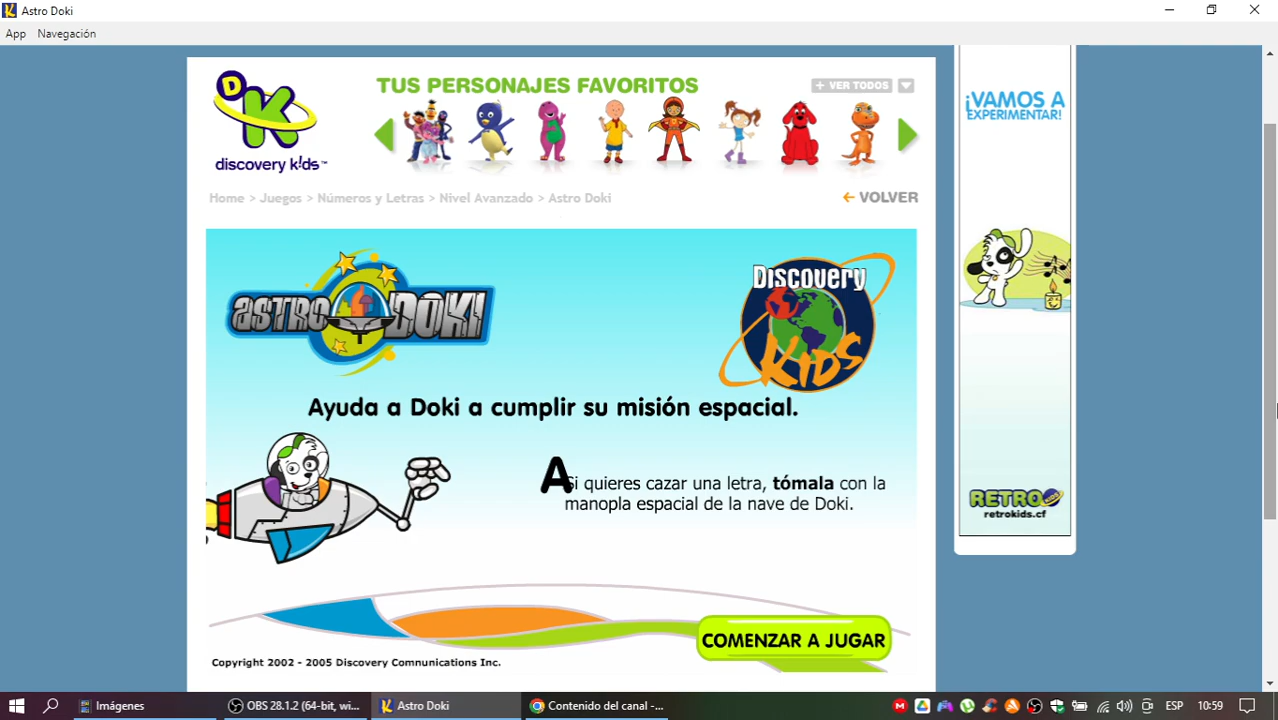 Astro Doki
App Navegación
D K
discovery k!ds™
TUS PERSONAJES FAVORITOS
+ VER TODOS
Home > Juegos > Números y Letras > Nivel Avanzado > Astro Doki
← VOLVER
¡VAMOS A
EXPERIMENTAR!
ASTRO DOKI
Discovery
KIDS
Ayuda a Doki a cumplir su misión espacial.
A
Si quieres cazar una letra, tómala con la
manopla espacial de la nave de Doki.
RETRO
retrokids.cf
COMENZAR A JUGAR
Copyright 2002 - 2005 Discovery Comnunications Inc.
Imágenes
OBS 28.1.2 (64-bit, wi...
Astro Doki
Contenido del canal -...
ESP
10:59